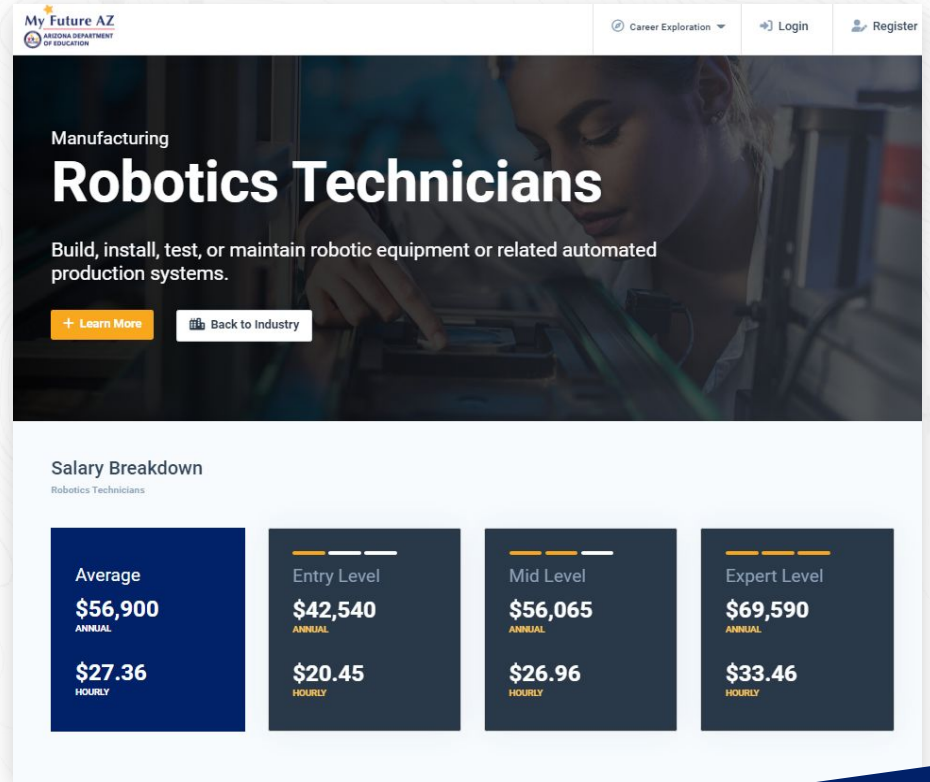 My Future AZ
ARIZONA DEPARTMENT
OF EDUCATION
Career Exploration
Login
Register
Manufacturing
Robotics Technicians
Build, install, test, or maintain robotic equipment or related automated
production systems.
+ Learn More
Back to Industry
Salary Breakdown
Robotics Technicians
Average
$56,900
ANNUAL
$27.36
HOURLY
Entry Level
$42,540
ANNUAL
$20.45
HOURLY
Mid Level
$56,065
ANNUAL
$26.96
HOURLY
Expert Level
$69,590
ANNUAL
$33.46
HOURLY